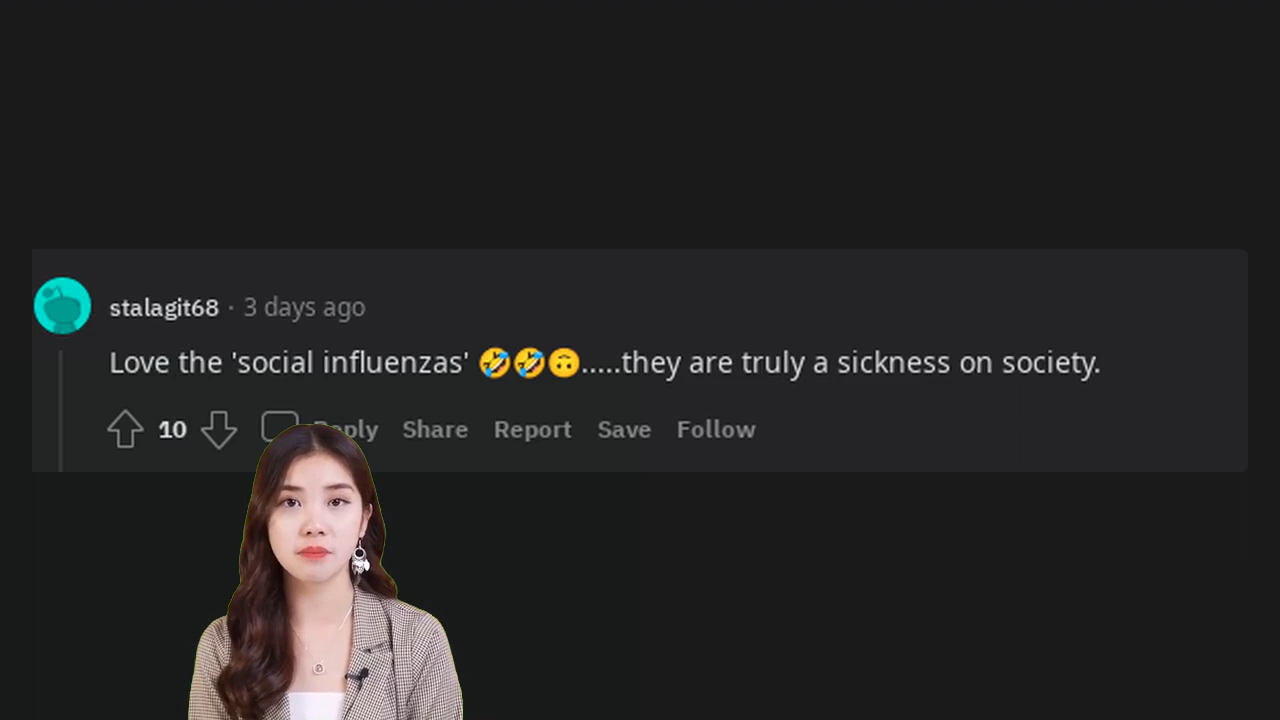 stalagit68 · 3 days ago
Love the 'social influenzas' 🤣🤣🙃.....they are truly a sickness on society.
10 Reply Share Report Save Follow